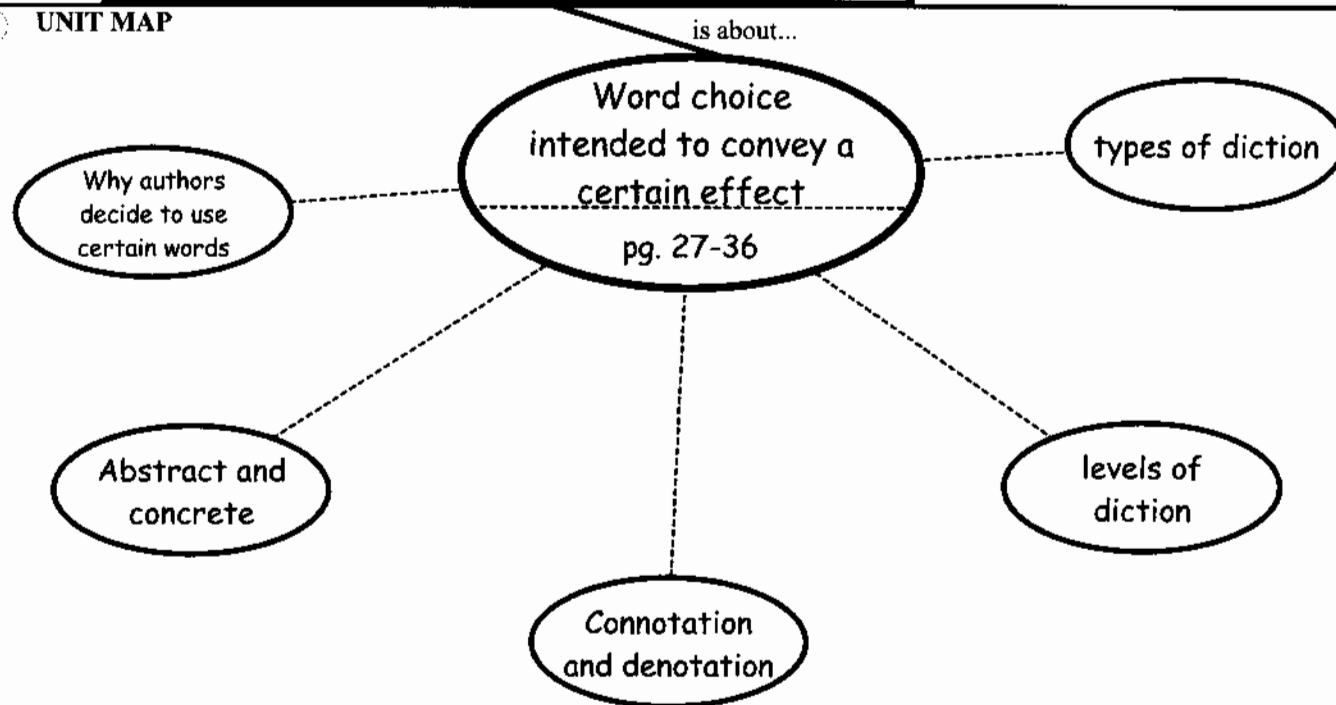 UNIT MAP
is about...
Word choice
intended to convey a
certain effect
pg. 27-36
types of diction
Why authors
decide to use
certain words
Abstract and
concrete
levels of
diction
Connotation
and denotation